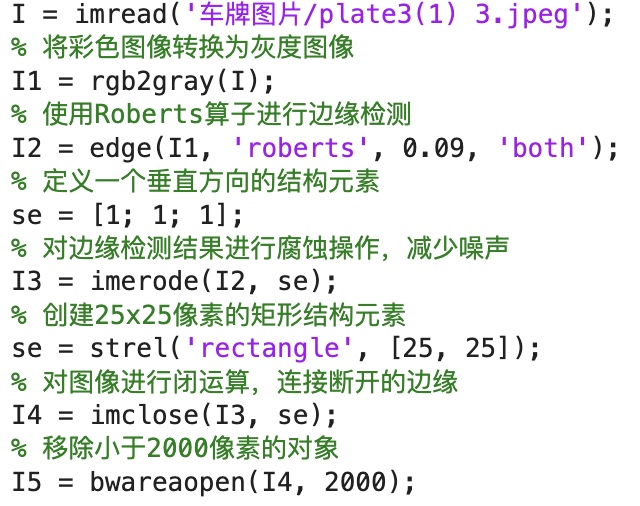 I = imread('车牌图片/plate3(1) 3.jpeg');
% 将彩色图像转换为灰度图像
I1 = rgb2gray(I);
% 使用Roberts算子进行边缘检测
I2 = edge(I1, 'roberts', 0.09, 'both');
% 定义一个垂直方向的结构元素
se = [1; 1; 1];
% 对边缘检测结果进行腐蚀操作，减少噪声
I3 = imerode(I2, se);
% 创建25x25像素的矩形结构元素
se = strel('rectangle', [25, 25]);
% 对图像进行闭运算，连接断开的边缘
I4 = imclose(I3, se);
% 移除小于2000像素的对象
I5 = bwareaopen(I4, 2000);